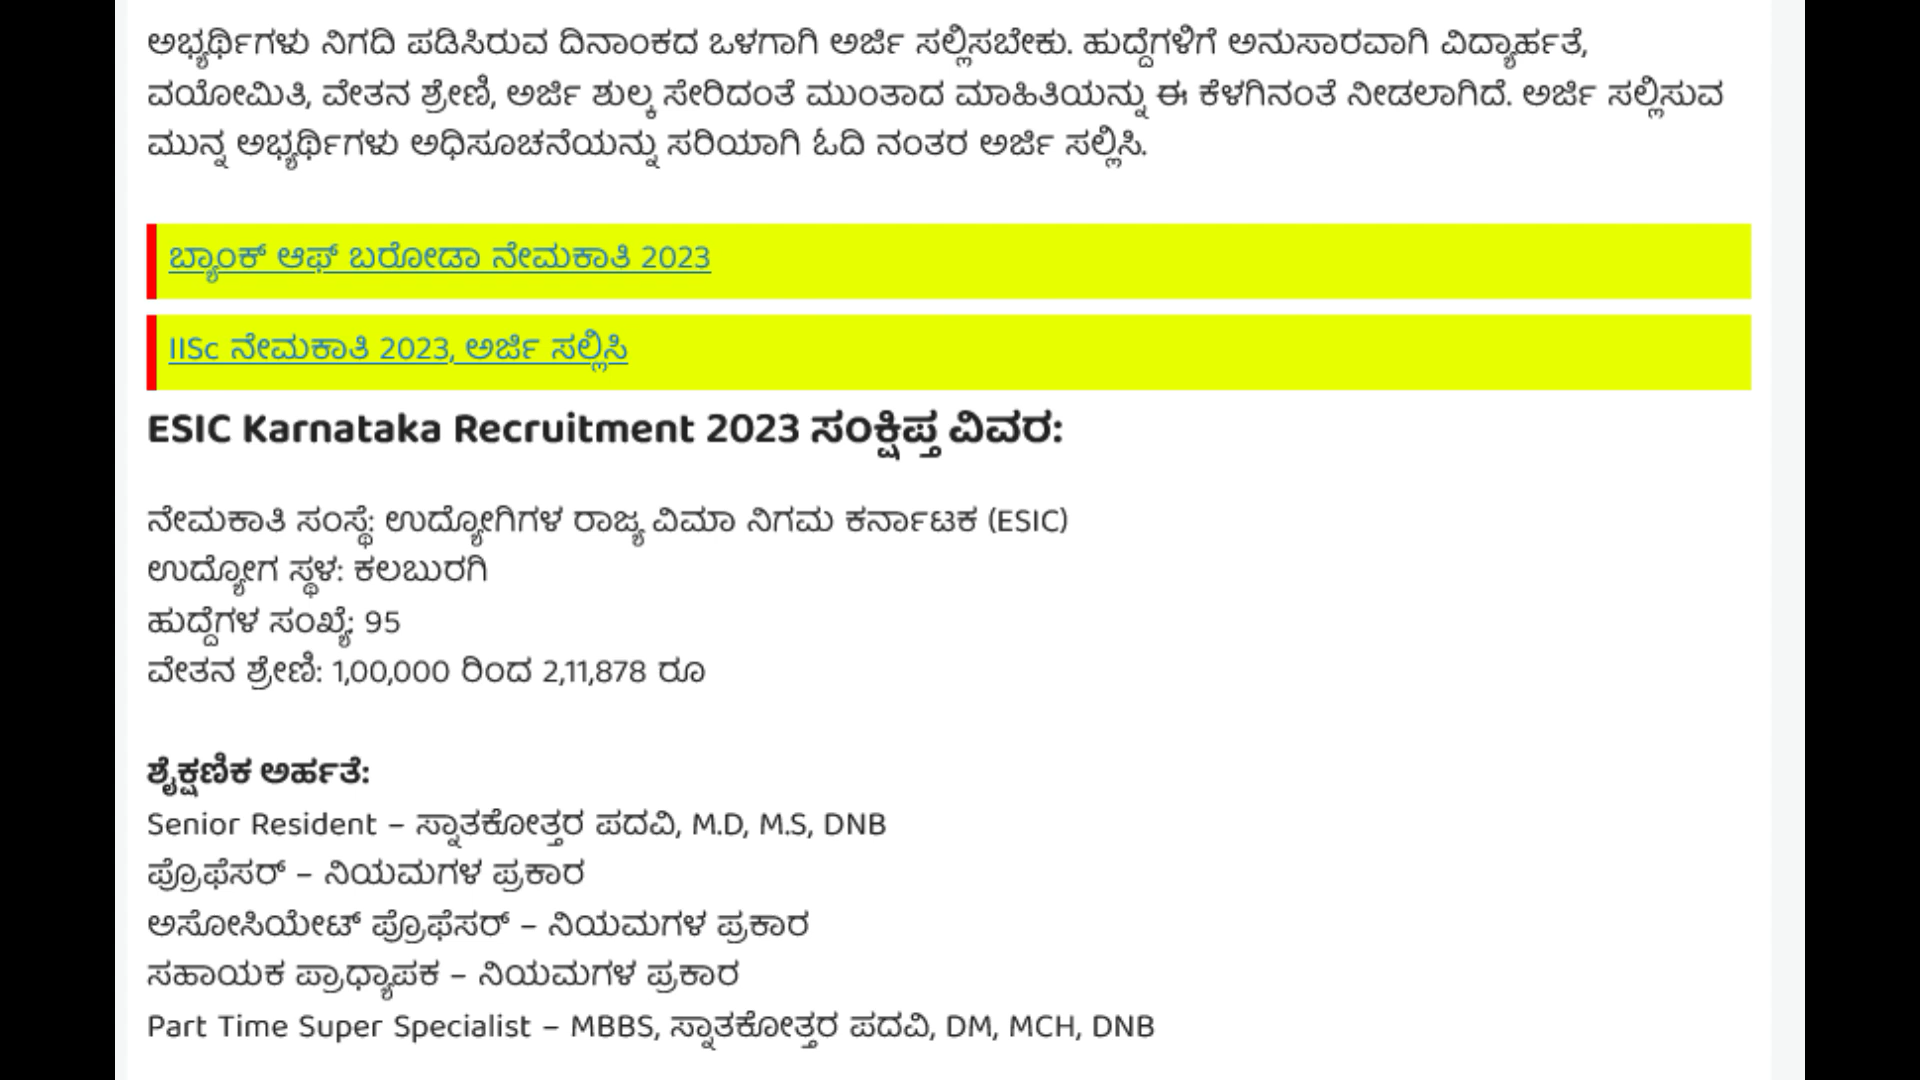 ಅಭ್ಯರ್ಥಿಗಳು ನಿಗದಿ ಪಡಿಸಿರುವ ದಿನಾಂಕದ ಒಳಗಾಗಿ ಅರ್ಜಿ ಸಲ್ಲಿಸಬೇಕು. ಹುದ್ದೆಗಳಿಗೆ ಅನುಸಾರವಾಗಿ ವಿದ್ಯಾರ್ಹತೆ,
ವಯೋಮಿತಿ, ವೇತನ ಶ್ರೇಣಿ, ಅರ್ಜಿ ಶುಲ್ಕ ಸೇರಿದಂತೆ ಮುಂತಾದ ಮಾಹಿತಿಯನ್ನು ಈ ಕೆಳಗಿನಂತೆ ನೀಡಲಾಗಿದೆ. ಅರ್ಜಿ ಸಲ್ಲಿಸುವ
ಮುನ್ನ ಅಭ್ಯರ್ಥಿಗಳು ಅಧಿಸೂಚನೆಯನ್ನು ಸರಿಯಾಗಿ ಓದಿ ನಂತರ ಅರ್ಜಿ ಸಲ್ಲಿಸಿ.
ಬ್ಯಾಂಕ್ ಆಫ್ ಬರೋಡಾ ನೇಮಕಾತಿ 2023
IISc ನೇಮಕಾತಿ 2023, ಅರ್ಜಿ ಸಲ್ಲಿಸಿ
ESIC Karnataka Recruitment 2023 ಸಂಕ್ಷಿಪ್ತ ವಿವರ:
ನೇಮಕಾತಿ ಸಂಸ್ಥೆ: ಉದ್ಯೋಗಿಗಳ ರಾಜ್ಯ ವಿಮಾ ನಿಗಮ ಕರ್ನಾಟಕ (ESIC)
ಉದ್ಯೋಗ ಸ್ಥಳ: ಕಲಬುರಗಿ
ಹುದ್ದೆಗಳ ಸಂಖ್ಯೆ: 95
ವೇತನ ಶ್ರೇಣಿ: 1,00,000 ರಿಂದ 2,11,878 ರೂ
ಶೈಕ್ಷಣಿಕ ಅರ್ಹತೆ:
Senior Resident – ಸ್ನಾತಕೋತ್ತರ ಪದವಿ, M.D, M.S, DNB
ಪ್ರೊಫೆಸರ್ – ನಿಯಮಗಳ ಪ್ರಕಾರ
ಅಸೋಸಿಯೇಟ್ ಪ್ರೊಫೆಸರ್ – ನಿಯಮಗಳ ಪ್ರಕಾರ
ಸಹಾಯಕ ಪ್ರಾಧ್ಯಾಪಕ – ನಿಯಮಗಳ ಪ್ರಕಾರ
Part Time Super Specialist – MBBS, ಸ್ನಾತಕೋತ್ತರ ಪದವಿ, DM, MCH, DNB